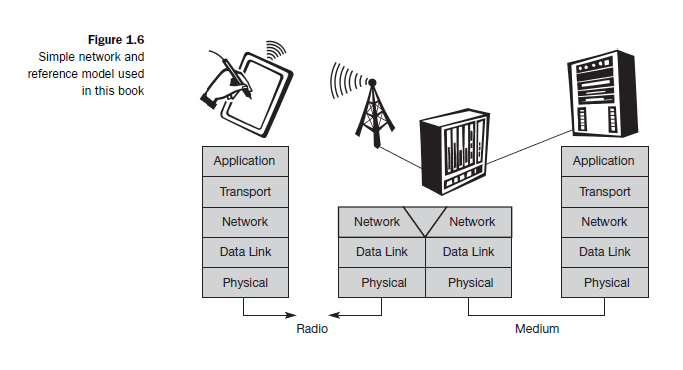 Figure 1.6
Simple network and
reference model used
in this book
Application
Transport
Network
Data Link
Physical
Network Network
Data Link Data Link
Physical Physical
Application
Transport
Network
Data Link
Physical
Radio
Medium